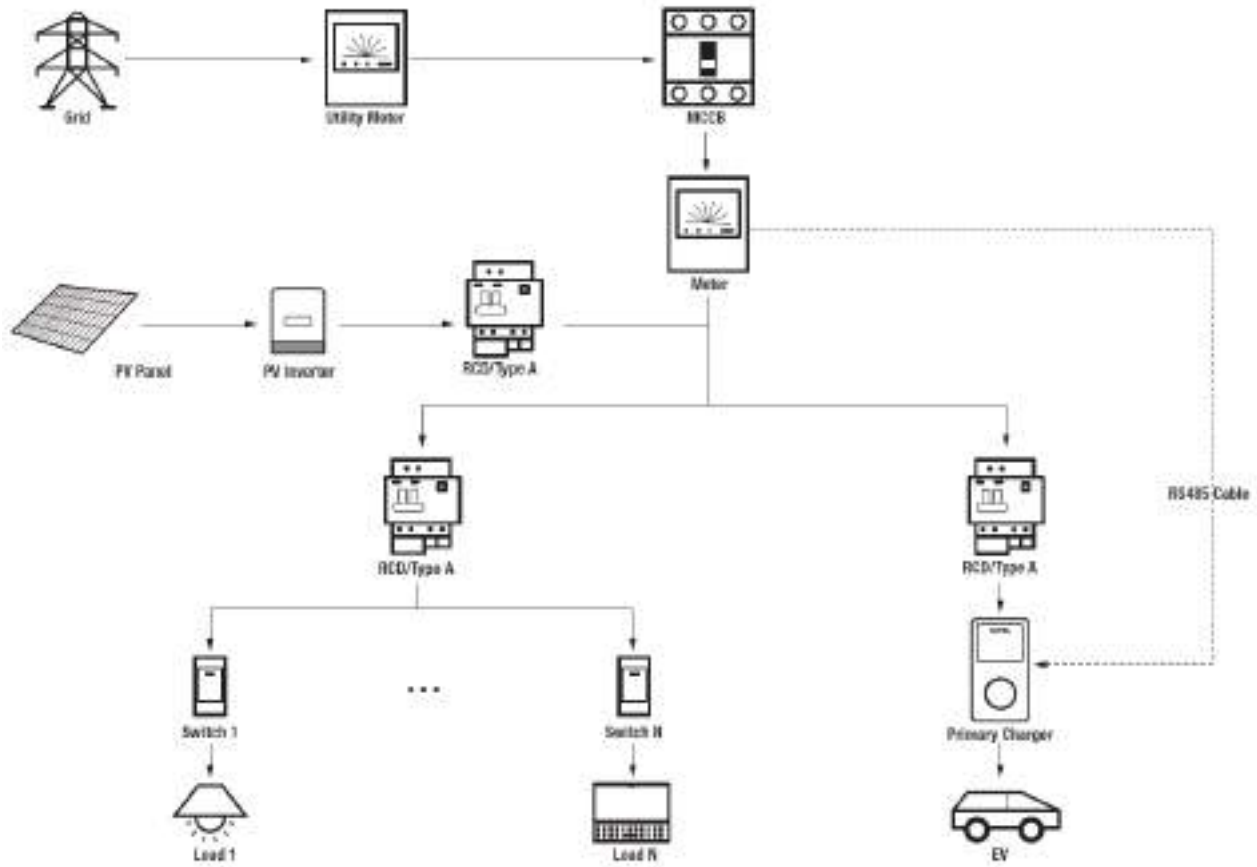 Grid
Utility Meter
MCCB
Meter
PV Panel
PV Inverter
RCD/Type A
RCD/Type A
RCD/Type A
RS485 Cable
Switch 1
...
Switch N
Primary Charger
Load 1
Load N
EV